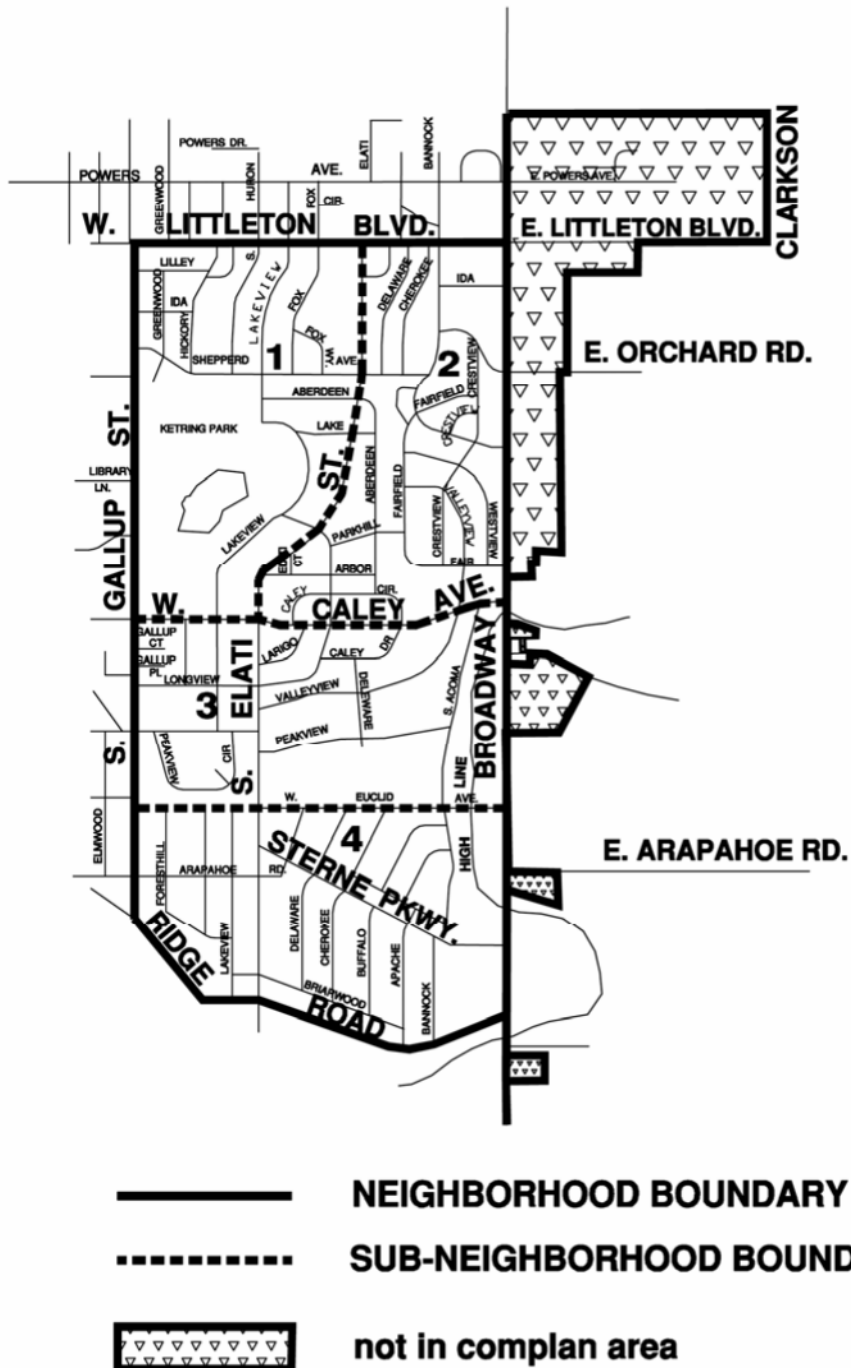 CLARKSON
POWERS DR.
ELATI
BANNOCK
GREENWOOD
HURON
AVE.
POWERS
E. POWERS AVE.
FOX
CIR.
W. LITTLETON BLVD.
E. LITTLETON BLVD.
S.
LILLEY
IDA
IDA
GREENWOOD
HICKORY
LAKEVIEW
FOX
FOX
WY.
AVE.
DELAWARE
CHEROKEE
SHEPPERD
1
2
E. ORCHARD RD.
CRESTVIEW
FAIRFIELD
CRESTVIEW
ABERDEEN
LAKE
KETRING PARK
GALLUP ST.
ST.
ABERDEEN
FAIRFIELD
LIBRARY
LN.
LAKEVIEW
PARKHILL
CRESTVIEW
VALLEYVIEW
WESTVIEW
CT
ARBOR
FAIR
CALEY
CIR.
W. CALEY AVE.
GALLUP
CT
GALLUP
PL
LARIGO
CALEY
DR
LONGVIEW
3
S. ELATI
VALLEYVIEW
DELEWARE
S. ACOMA
BROADWAY
PEAKVIEW
PEAKVIEW
CIR
S.
HIGH LINE
W. EUCLID AVE.
ELMWOOD
4
FORESTHILL
ARAPAHOE
RD.
STERNE PKWY.
E. ARAPAHOE RD.
LAKEVIEW
DELAWARE
CHEROKEE
BUFFALO
APACHE
BANNOCK
BRIARWOOD
RIDGE ROAD
NEIGHBORHOOD BOUNDARY
SUB-NEIGHBORHOOD BOUND
not in complan area